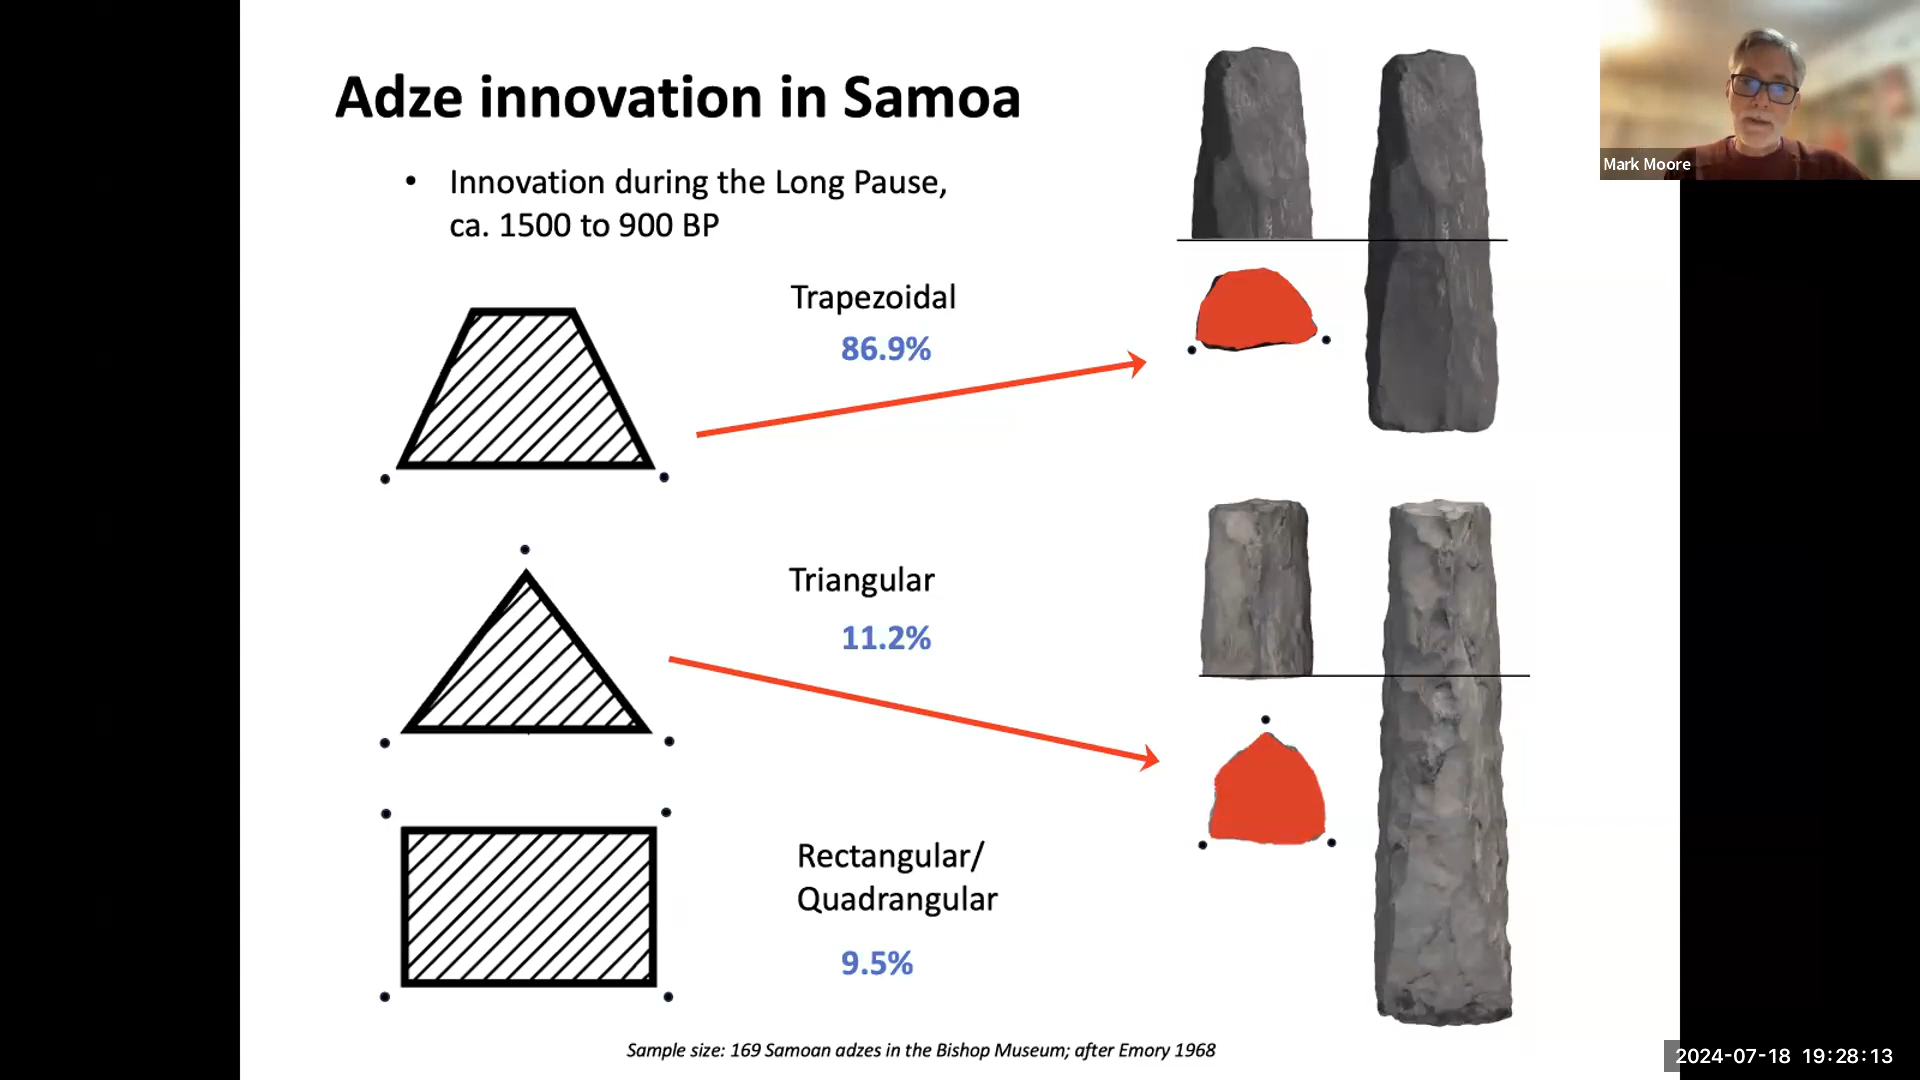 Adze innovation in Samoa
• Innovation during the Long Pause,
ca. 1500 to 900 BP
Trapezoidal
86.9%
Triangular
11.2%
Rectangular/
Quadrangular
9.5%
Sample size: 169 Samoan adzes in the Bishop Museum; after Emory 1968
Mark Moore
2024-07-18 19:28:13